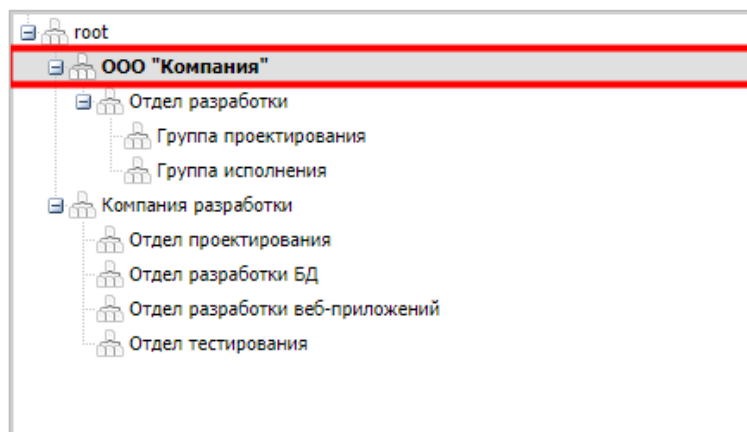 root
ООО "Компания"
Отдел разработки
Группа проектирования
Группа исполнения
Компания разработки
Отдел проектирования
Отдел разработки БД
Отдел разработки веб-приложений
Отдел тестирования